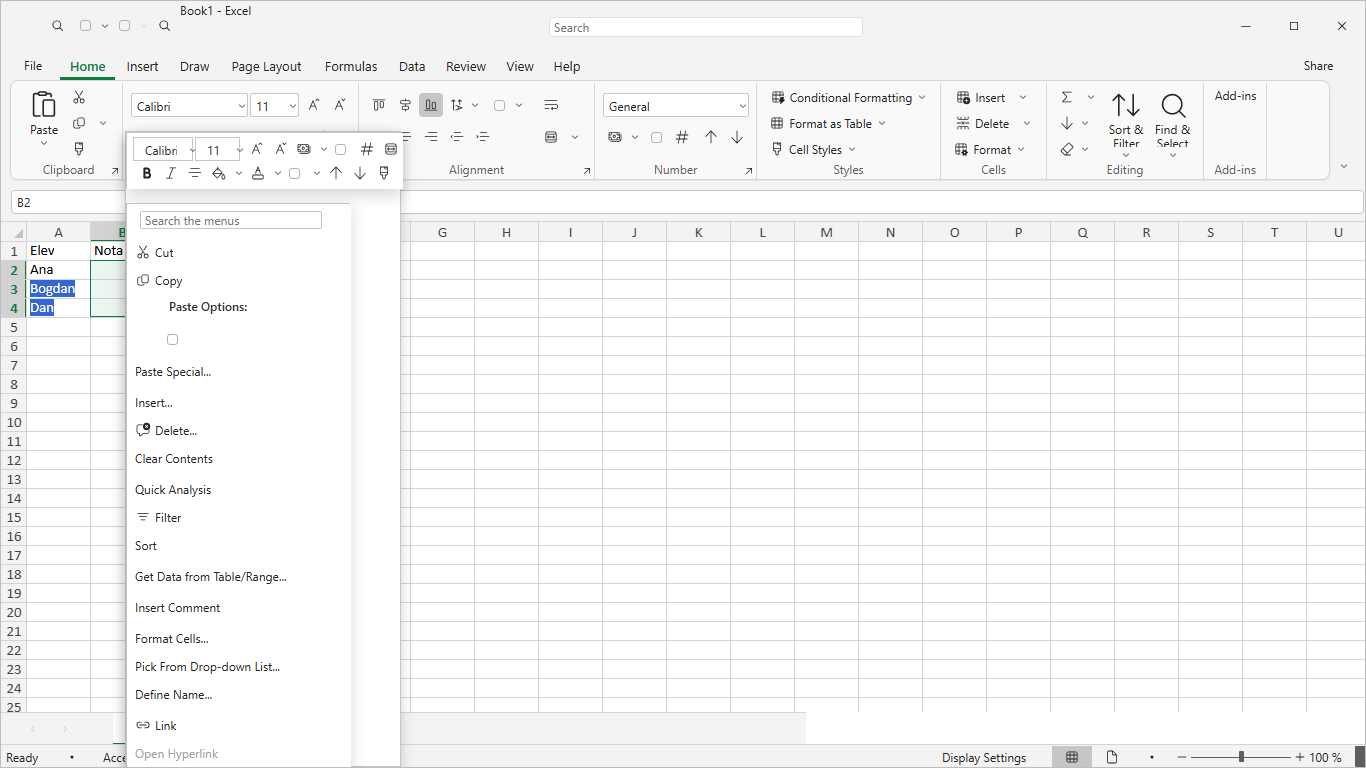 Book1 - Excel
Search
File Home Insert Draw Page Layout Formulas Data Review View Help Share
Paste
Clipboard
Calibri 11
Alignment
General
Number
Conditional Formatting
Format as Table
Cell Styles
Styles
Insert
Delete
Format
Cells
Sort & Filter
Find & Select
Editing
Add-ins
Add-ins
Calibri 11
B2
Search the menus
Cut
Copy
Paste Options:
Paste Special...
Insert...
Delete...
Clear Contents
Quick Analysis
Filter
Sort
Get Data from Table/Range...
Insert Comment
Format Cells...
Pick From Drop-down List...
Define Name...
Link
Open Hyperlink
A B G H I J K L M N O P Q R S T U
1 Elev Nota
2 Ana
3 Bogdan
4 Dan
5
6
7
8
9
10
11
12
13
14
15
16
17
18
19
20
21
22
23
24
25
Ready
Display Settings 100 %